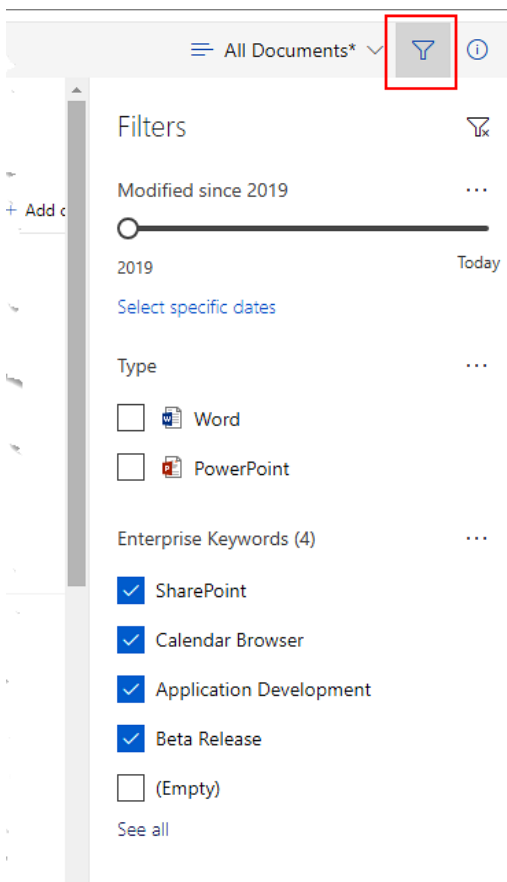 All Documents*
Filters
+ Add
Modified since 2019
2019
Today
Select specific dates
Type
Word
PowerPoint
Enterprise Keywords (4)
SharePoint
Calendar Browser
Application Development
Beta Release
(Empty)
See all